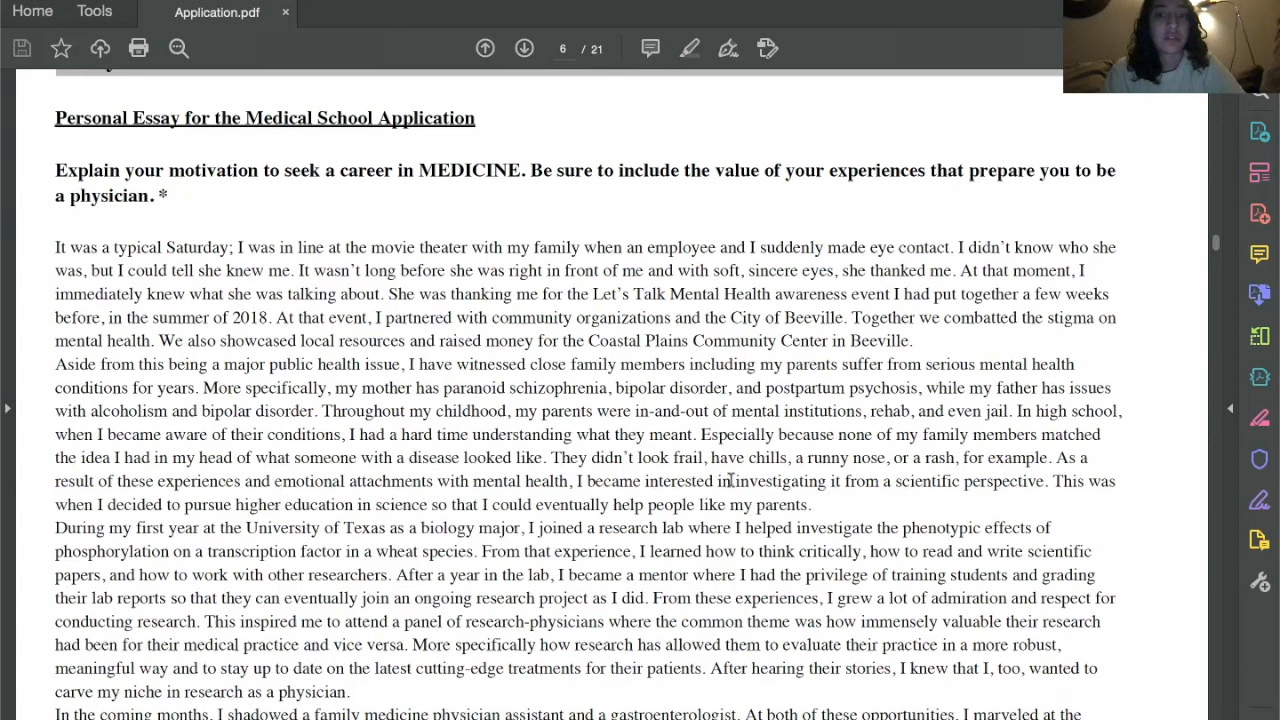 Home Tools Application.pdf ×
6 / 21
Personal Essay for the Medical School Application
Explain your motivation to seek a career in MEDICINE. Be sure to include the value of your experiences that prepare you to be
a physician. *
It was a typical Saturday; I was in line at the movie theater with my family when an employee and I suddenly made eye contact. I didn't know who she
was, but I could tell she knew me. It wasn't long before she was right in front of me and with soft, sincere eyes, she thanked me. At that moment, I
immediately knew what she was talking about. She was thanking me for the Let's Talk Mental Health awareness event I had put together a few weeks
before, in the summer of 2018. At that event, I partnered with community organizations and the City of Beeville. Together we combatted the stigma on
mental health. We also showcased local resources and raised money for the Coastal Plains Community Center in Beeville.
Aside from this being a major public health issue, I have witnessed close family members including my parents suffer from serious mental health
conditions for years. More specifically, my mother has paranoid schizophrenia, bipolar disorder, and postpartum psychosis, while my father has issues
with alcoholism and bipolar disorder. Throughout my childhood, my parents were in-and-out of mental institutions, rehab, and even jail. In high school,
when I became aware of their conditions, I had a hard time understanding what they meant. Especially because none of my family members matched
the idea I had in my head of what someone with a disease looked like. They didn't look frail, have chills, a runny nose, or a rash, for example. As a
result of these experiences and emotional attachments with mental health, I became interested in investigating it from a scientific perspective. This was
when I decided to pursue higher education in science so that I could eventually help people like my parents.
During my first year at the University of Texas as a biology major, I joined a research lab where I helped investigate the phenotypic effects of
phosphorylation on a transcription factor in a wheat species. From that experience, I learned how to think critically, how to read and write scientific
papers, and how to work with other researchers. After a year in the lab, I became a mentor where I had the privilege of training students and grading
their lab reports so that they can eventually join an ongoing research project as I did. From these experiences, I grew a lot of admiration and respect for
conducting research. This inspired me to attend a panel of research-physicians where the common theme was how immensely valuable their research
had been for their medical practice and vice versa. More specifically how research has allowed them to evaluate their practice in a more robust,
meaningful way and to stay up to date on the latest cutting-edge treatments for their patients. After hearing their stories, I knew that I, too, wanted to
carve my niche in research as a physician.
In the coming months, I shadowed a family medicine physician assistant and a gastroenterologist. At both of these opportunities, I marveled at the